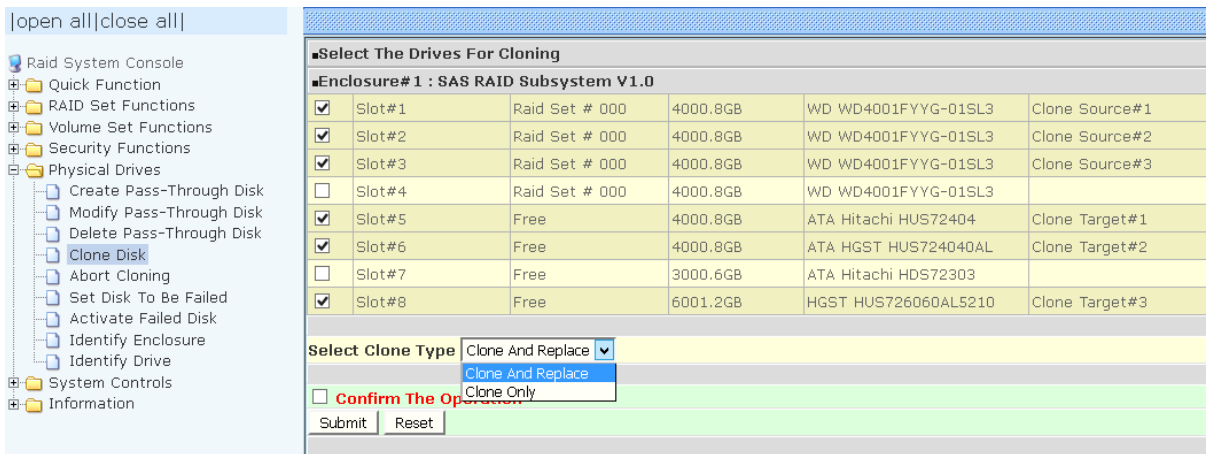 |open all|close all|
Raid System Console
Quick Function
RAID Set Functions
Volume Set Functions
Security Functions
Physical Drives
Create Pass-Through Disk
Modify Pass-Through Disk
Delete Pass-Through Disk
Clone Disk
Abort Cloning
Set Disk To Be Failed
Activate Failed Disk
Identify Enclosure
Identify Drive
System Controls
Information
▪Select The Drives For Cloning
▪Enclosure#1 : SAS RAID Subsystem V1.0
Slot#1 Raid Set # 000 4000.8GB WD WD4001FYYG-01SL3 Clone Source#1
Slot#2 Raid Set # 000 4000.8GB WD WD4001FYYG-01SL3 Clone Source#2
Slot#3 Raid Set # 000 4000.8GB WD WD4001FYYG-01SL3 Clone Source#3
Slot#4 Raid Set # 000 4000.8GB WD WD4001FYYG-01SL3
Slot#5 Free 4000.8GB ATA Hitachi HUS72404 Clone Target#1
Slot#6 Free 4000.8GB ATA HGST HUS724040AL Clone Target#2
Slot#7 Free 3000.6GB ATA Hitachi HDS72303
Slot#8 Free 6001.2GB HGST HUS726060AL5210 Clone Target#3
Select Clone Type Clone And Replace
Clone And Replace
Clone Only
Confirm The Operation
Submit Reset